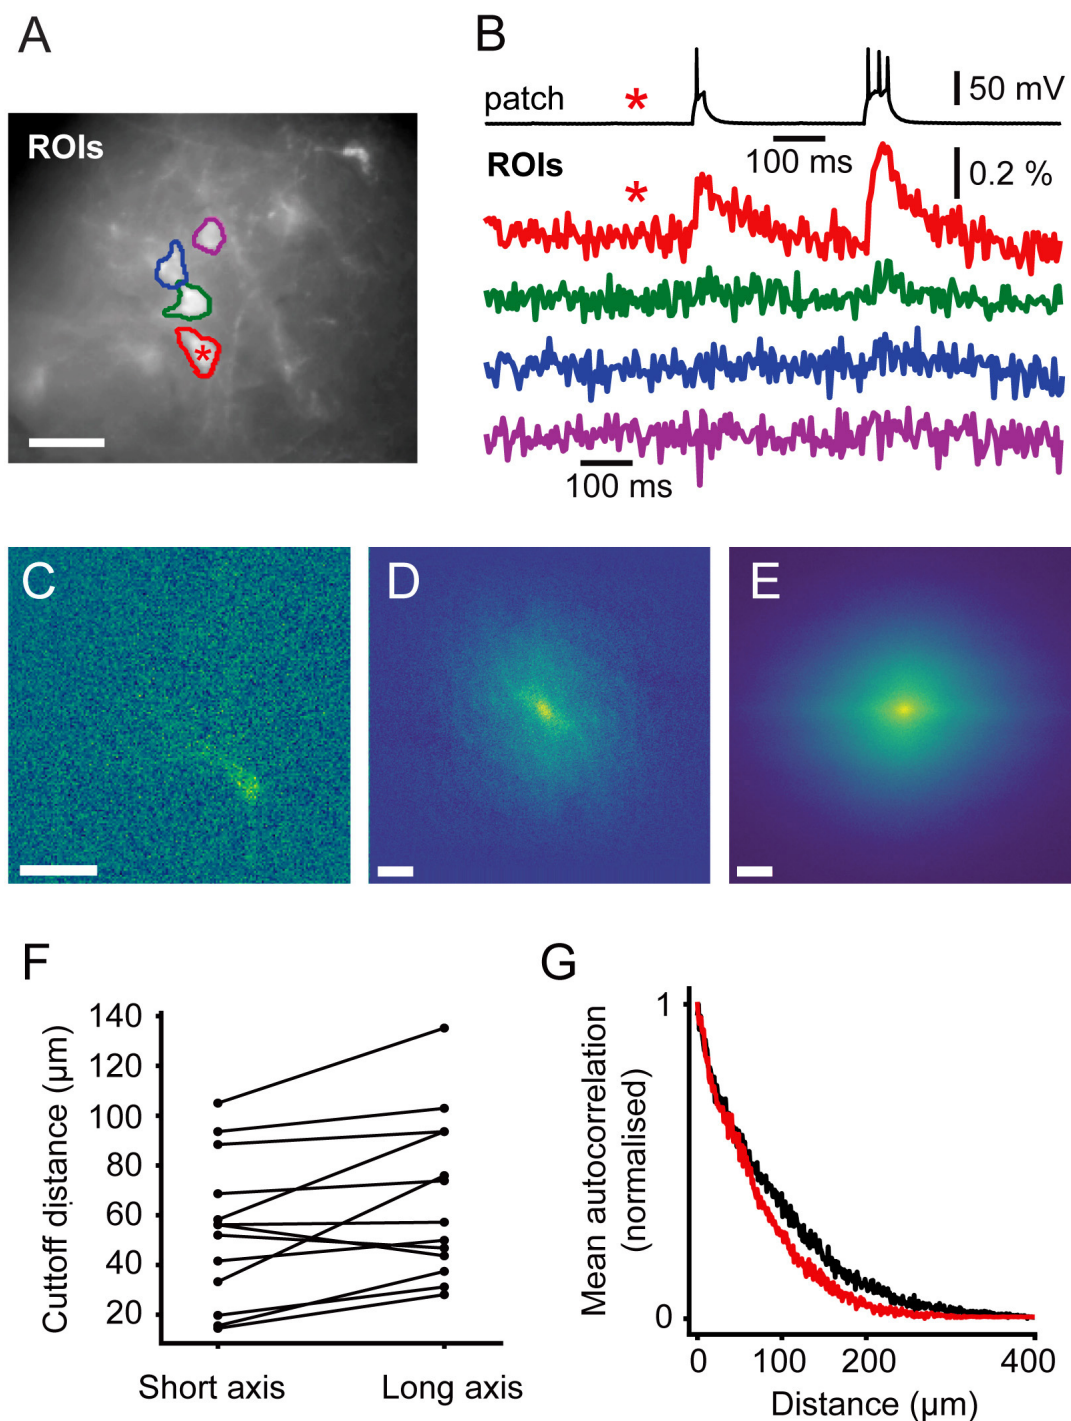 A
ROIs
*
B
patch
*
50 mV
100 ms
ROIs
*
0.2 %
100 ms
C
D
E
F
Cuttoff distance (µm)
140
120
100
80
60
40
20
Short axis
Long axis
G
Mean autocorrelation
(normalised)
1
0
0
100
200
400
Distance (µm)